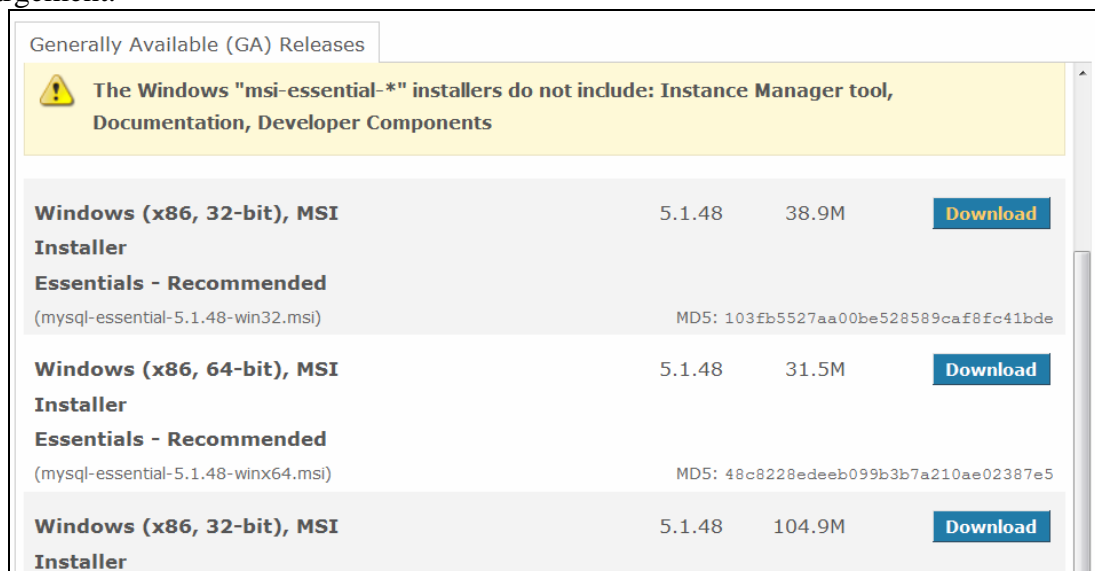 Generally Available (GA) Releases
The Windows "msi-essential-*" installers do not include: Instance Manager tool,
Documentation, Developer Components
Windows (x86, 32-bit), MSI 5.1.48 38.9M Download
Installer
Essentials - Recommended
(mysql-essential-5.1.48-win32.msi) MD5: 103fb5527aa00be528589caf8fc41bde
Windows (x86, 64-bit), MSI 5.1.48 31.5M Download
Installer
Essentials - Recommended
(mysql-essential-5.1.48-winx64.msi) MD5: 48c8228edeeb099b3b7a210ae02387e5
Windows (x86, 32-bit), MSI 5.1.48 104.9M Download
Installer